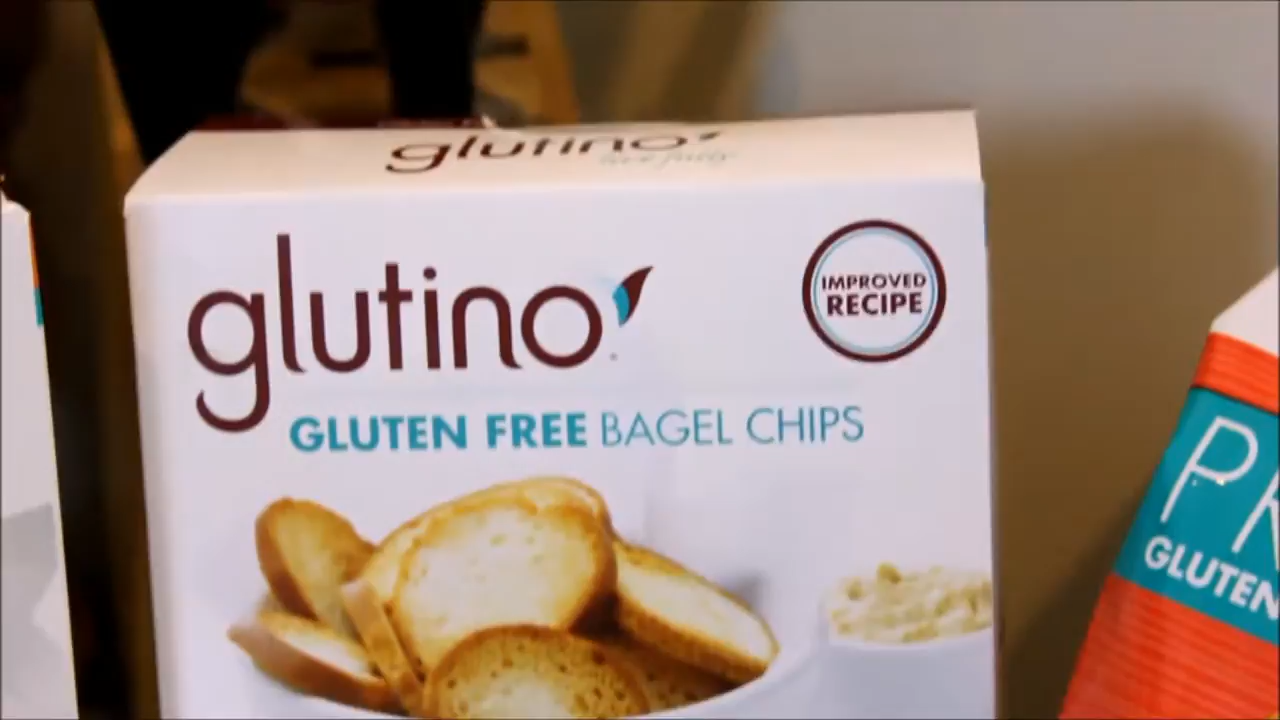 glutino
glutino
IMPROVED
RECIPE
GLUTEN FREE BAGEL CHIPS
GLUTEN